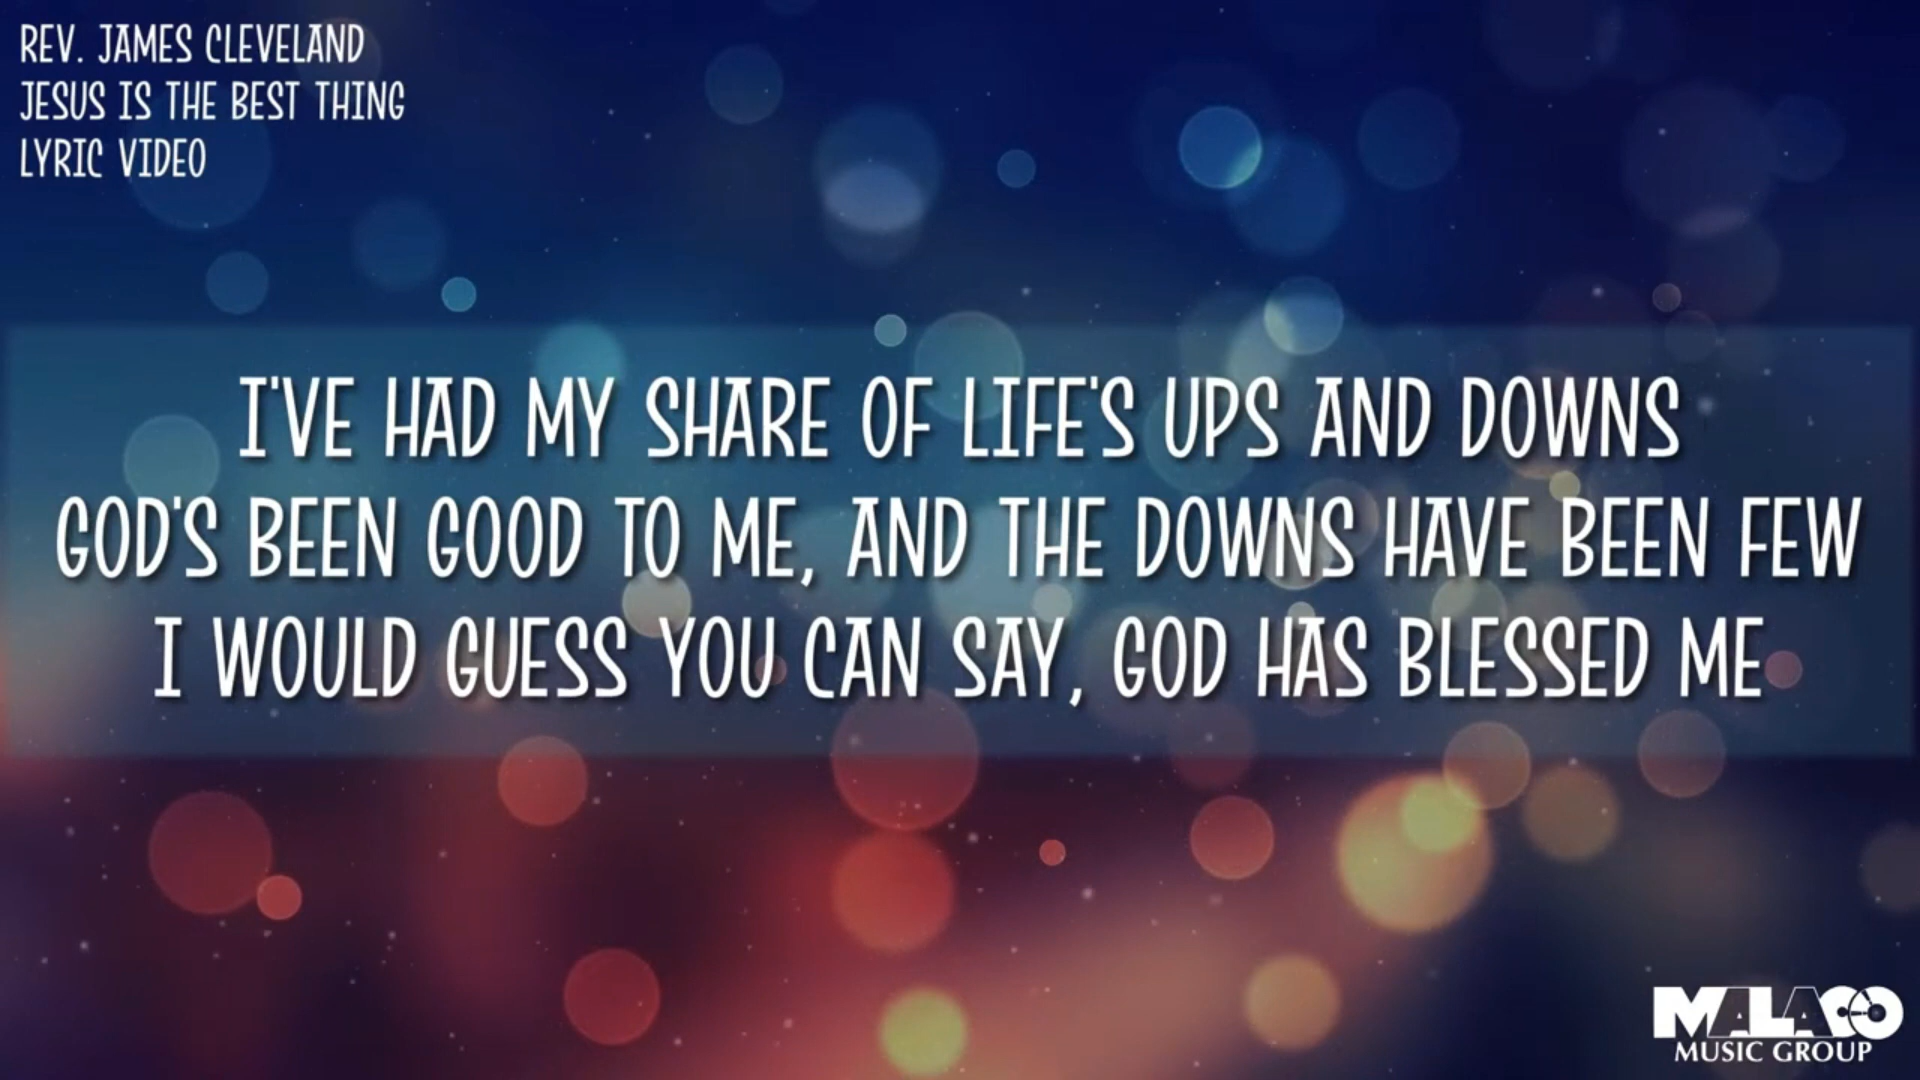 REV. JAMES CLEVELAND
JESUS IS THE BEST THING
LYRIC VIDEO
I'VE HAD MY SHARE OF LIFE'S UPS AND DOWNS
GOD'S BEEN GOOD TO ME, AND THE DOWNS HAVE BEEN FEW
I WOULD GUESS YOU CAN SAY, GOD HAS BLESSED ME
MALACO
MUSIC GROUP